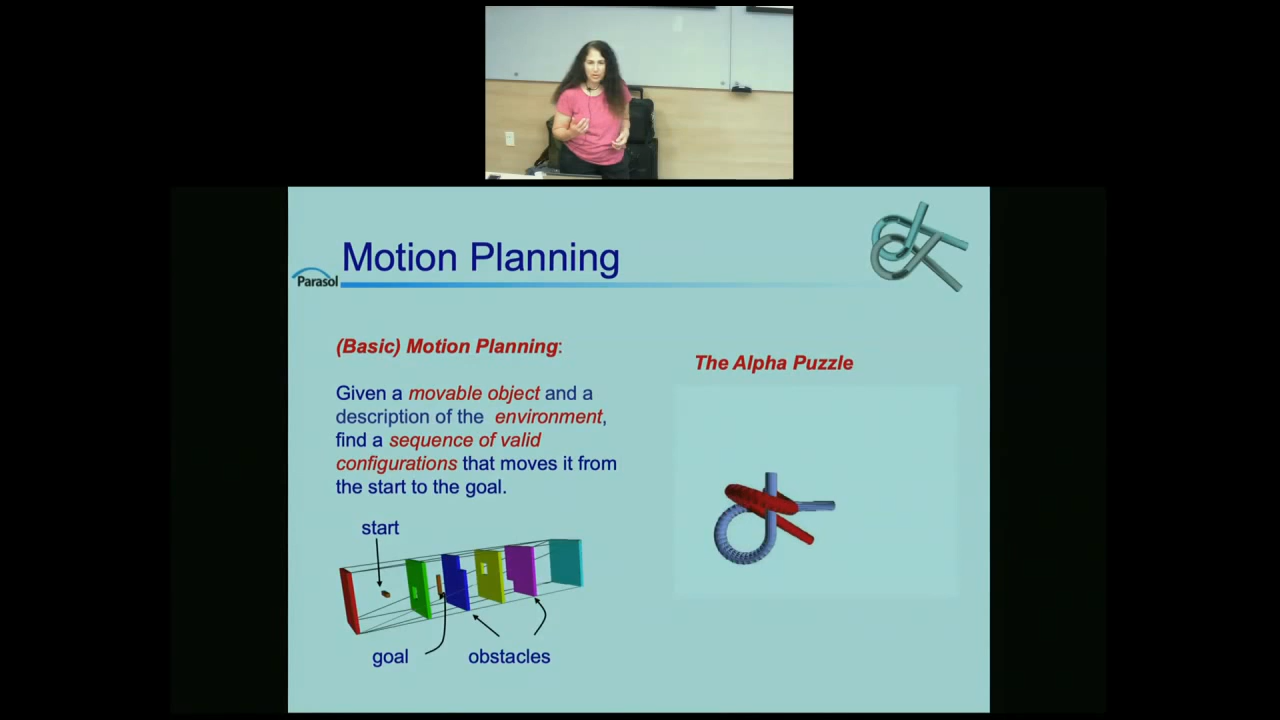 Motion Planning
Parasol
(Basic) Motion Planning:
Given a movable object and a
description of the environment,
find a sequence of valid
configurations that moves it from
the start to the goal.
The Alpha Puzzle
start
goal
obstacles